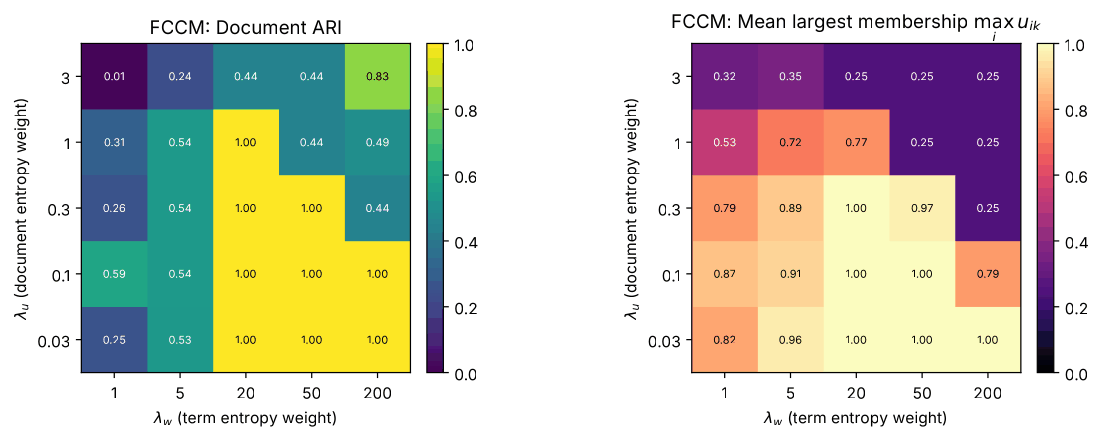 FCCM: Document ARI
λu (document entropy weight)
3 0.01 0.24 0.44 0.44 0.83
1 0.31 0.54 1.00 0.44 0.49
0.3 0.26 0.54 1.00 1.00 0.44
0.1 0.59 0.54 1.00 1.00 1.00
0.03 0.25 0.53 1.00 1.00 1.00
1 5 20 50 200
λw (term entropy weight)
1.0
0.8
0.6
0.4
0.2
0.0
FCCM: Mean largest membership max_i u_ik
λu (document entropy weight)
3 0.32 0.35 0.25 0.25 0.25
1 0.53 0.72 0.77 0.25 0.25
0.3 0.79 0.89 1.00 0.97 0.25
0.1 0.87 0.91 1.00 1.00 0.79
0.03 0.82 0.96 1.00 1.00 1.00
1 5 20 50 200
λw (term entropy weight)
1.0
0.8
0.6
0.4
0.2
0.0